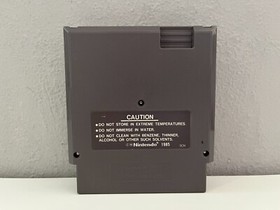 CAUTION
•DO NOT STORE IN EXTREME TEMPERATURES.
•DO NOT IMMERSE IN WATER.
•DO NOT CLEAN WITH BENZENE, THINNER,
ALCOHOL OR OTHER SUCH SOLVENTS.
Nintendo 1985